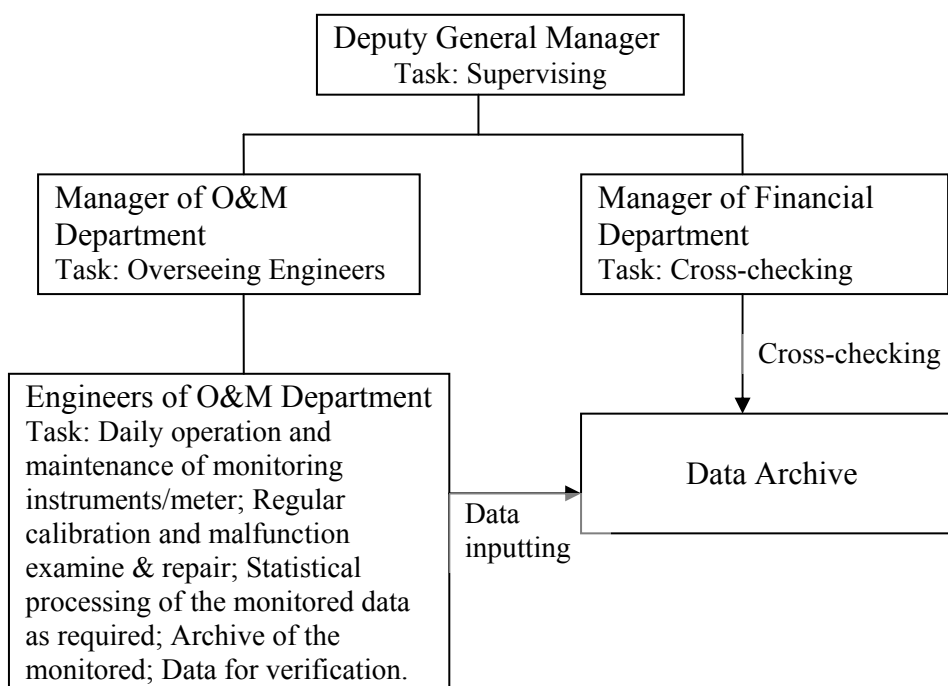 Deputy General Manager
Task: Supervising
Manager of O&M
Department
Task: Overseeing Engineers
Manager of Financial
Department
Task: Cross-checking
Cross-checking
Engineers of O&M Department
Task: Daily operation and
maintenance of monitoring
instruments/meter; Regular
calibration and malfunction
examine & repair; Statistical
processing of the monitored data
as required; Archive of the
monitored; Data for verification.
Data
inputting
Data Archive